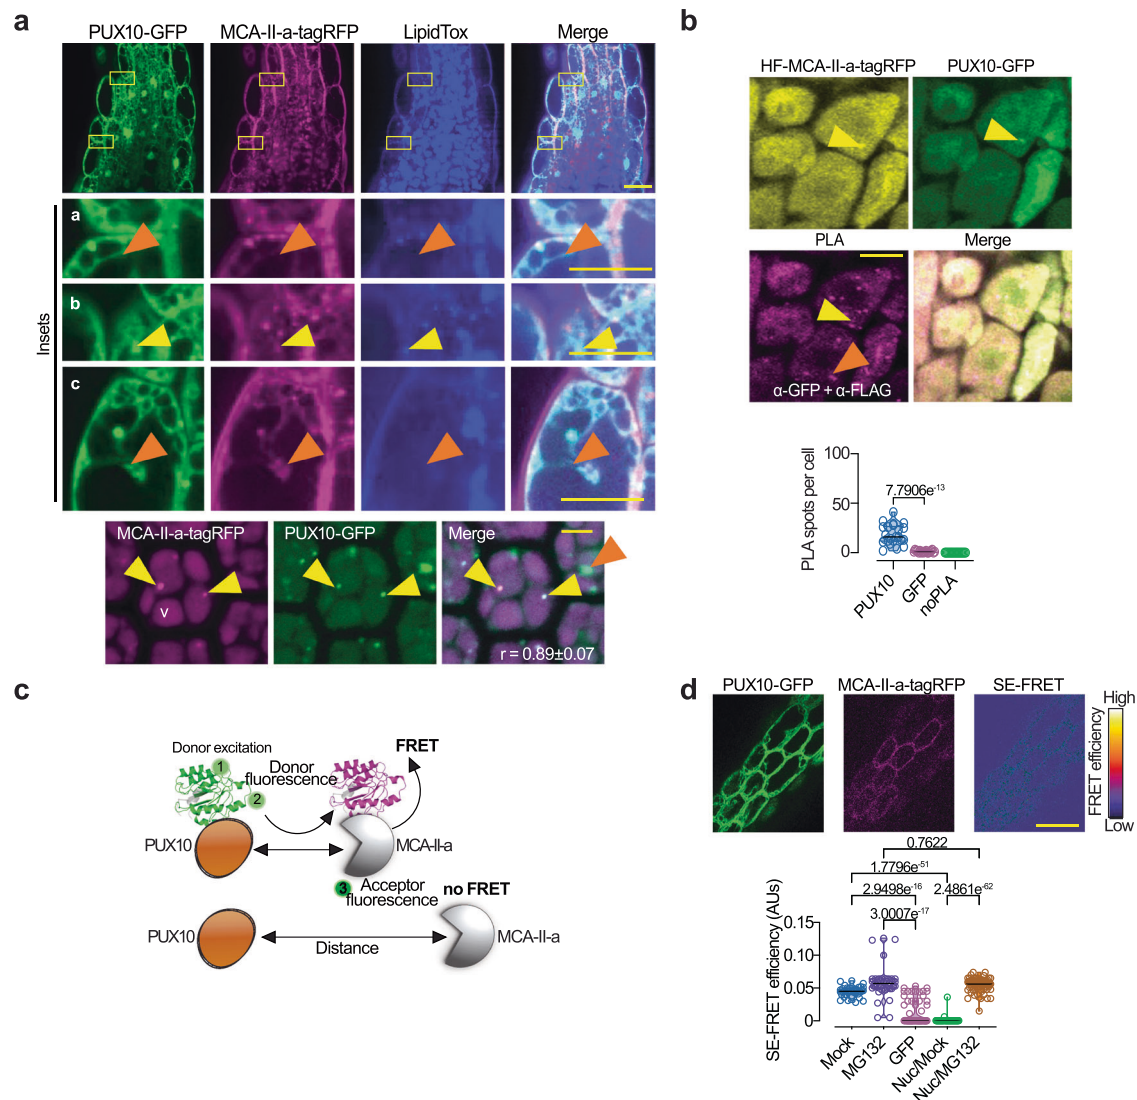 a
PUX10-GFP MCA-II-a-tagRFP LipidTox Merge
Insets
a
b
c
MCA-II-a-tagRFP PUX10-GFP Merge
v
r = 0.89±0.07
b
HF-MCA-II-a-tagRFP PUX10-GFP
PLA Merge
α-GFP + α-FLAG
PLA spots per cell
100
50
0
7.7906e-13
PUX10 GFP noPLA
c
Donor excitation
1
2
Donor
fluorescence
FRET
PUX10
MCA-II-a
3 Acceptor
fluorescence
no FRET
PUX10
Distance
MCA-II-a
d
PUX10-GFP MCA-II-a-tagRFP SE-FRET
High
FRET efficiency
Low
0.7622
1.7796e-51
2.9498e-16 2.4861e-62
3.0007e-17
SE-FRET efficiency (AUs)
0.15
0.10
0.05
0
Mock MG132 GFP Nuc/Mock Nuc/MG132